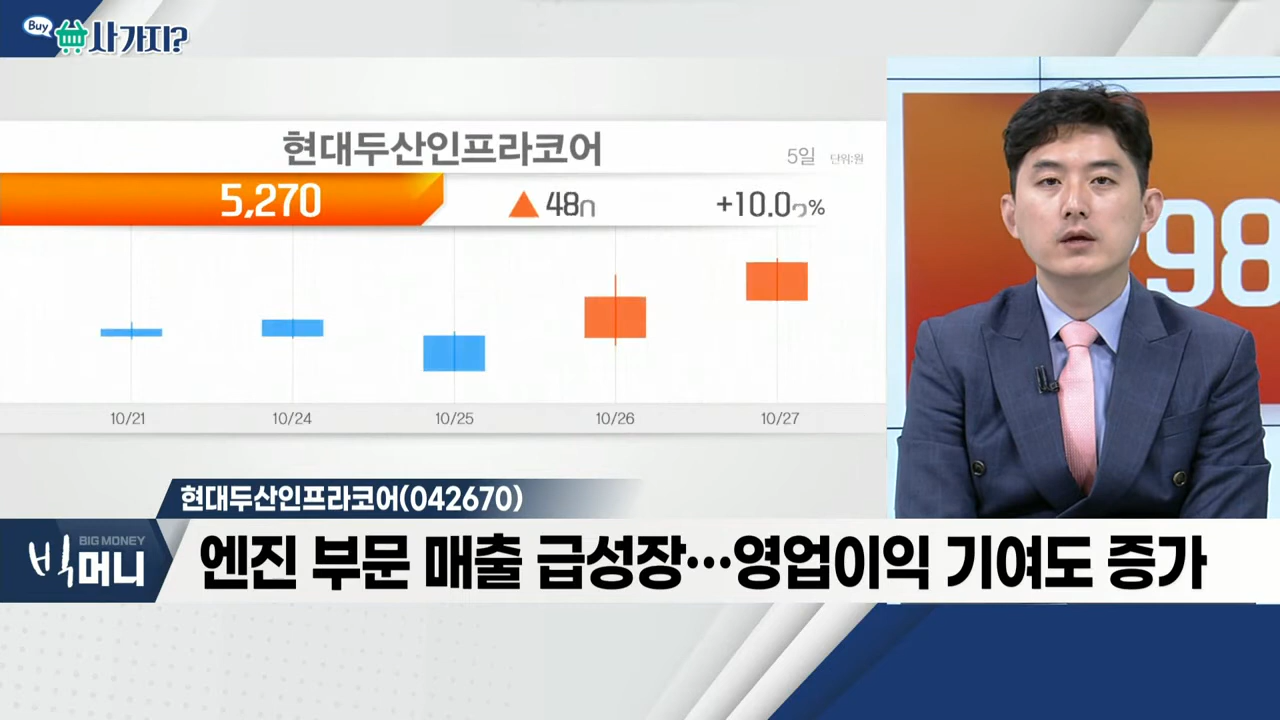 Buy
사가지?
현대두산인프라코어
5일 단위:원
5,270
▲
98
10/21 10/24 10/25 10/26 10/27
현대두산인프라코어(042670)
BIG MONEY
빅머니
엔진 부문 매출 급성장…영업이익 기여도 증가